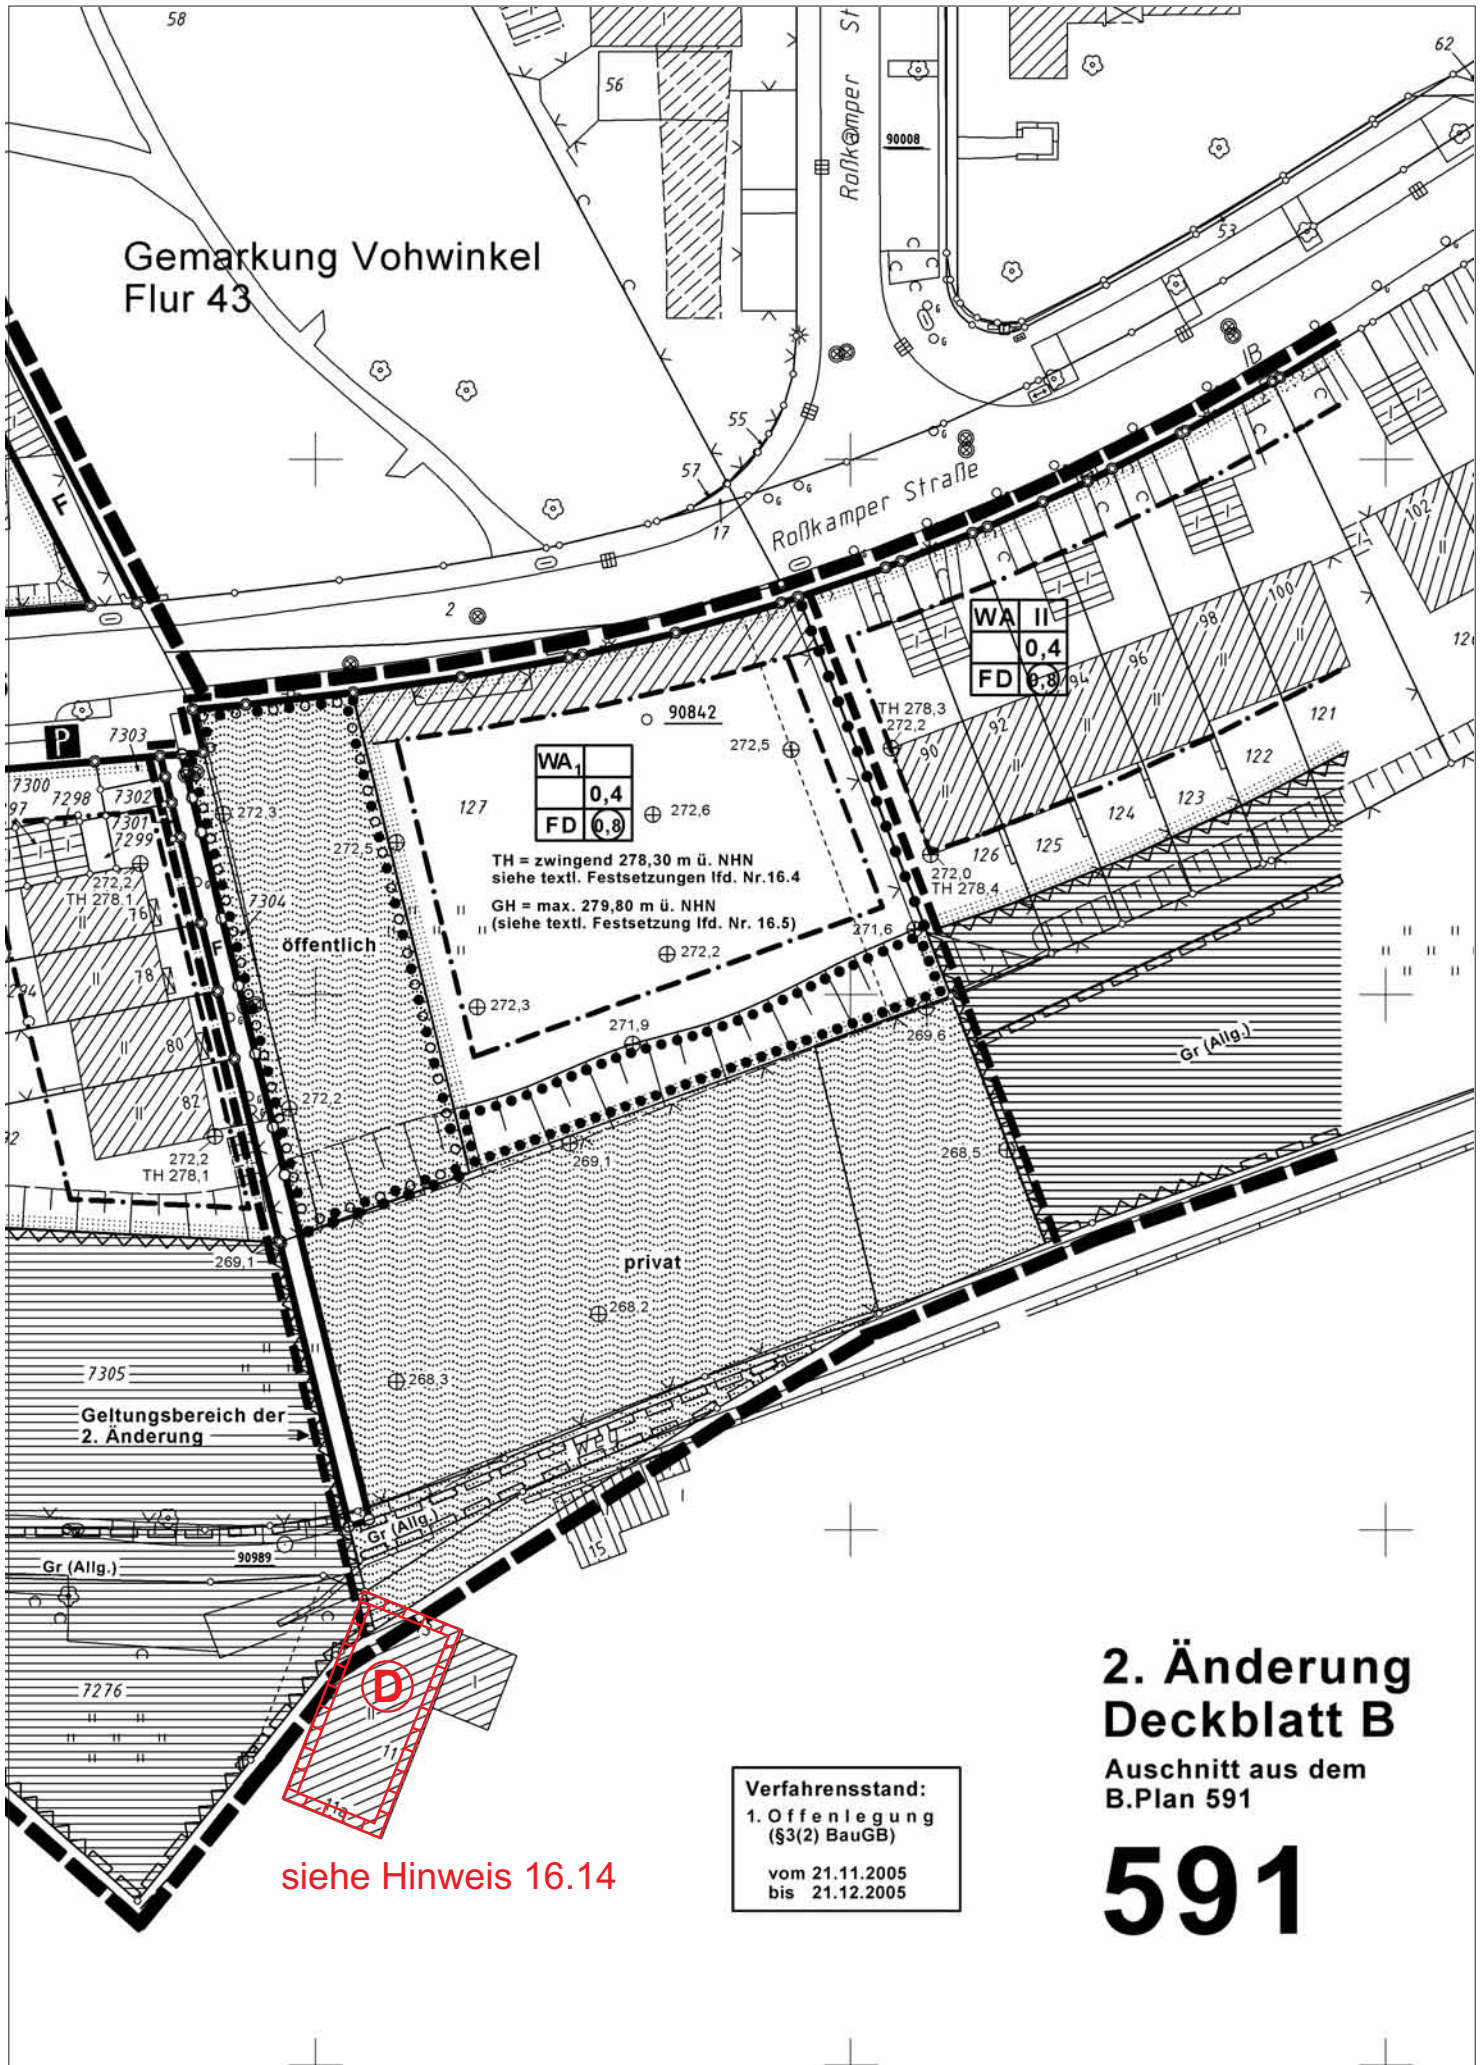 58
62
56
Roßkamper St
90008
53
Gemarkung Vohwinkel
Flur 43
IB
55
57
17
Roßkamper Straße
F
2
102
100
98
96
94
92
90
WA II
0,4
FD 0,8
TH 278,3
272,2
121
122
123
124
125
126
P
7303
7300
7302
97
7298
7301
7299
272,3
272,5
90842
272,5
WA1
0,4
FD 0,8
127
272,6
TH = zwingend 278,30 m ü. NHN
siehe textl. Festsetzungen lfd. Nr.16.4
GH = max. 279,80 m ü. NHN
(siehe textl. Festsetzung lfd. Nr. 16.5)
272,0
TH 278.4
272,2
TH 278.1
76
7304
F
öffentlich
271,6
272,2
78
294
272,3
271,9
269,6
80
Gr (Allg.)
82
272,2
92
272,2
TH 278,1
269,1
268,5
269,1
privat
268,2
7305
268,3
Geltungsbereich der
2. Änderung
Gr (Allg.)
90989
Gr (Allg.)
15
7276
D
II
I
11
11a
siehe Hinweis 16.14
2. Änderung
Deckblatt B
Auschnitt aus dem
B.Plan 591
591
Verfahrensstand:
1. Offenlegung
(§3(2) BauGB)
vom 21.11.2005
bis 21.12.2005